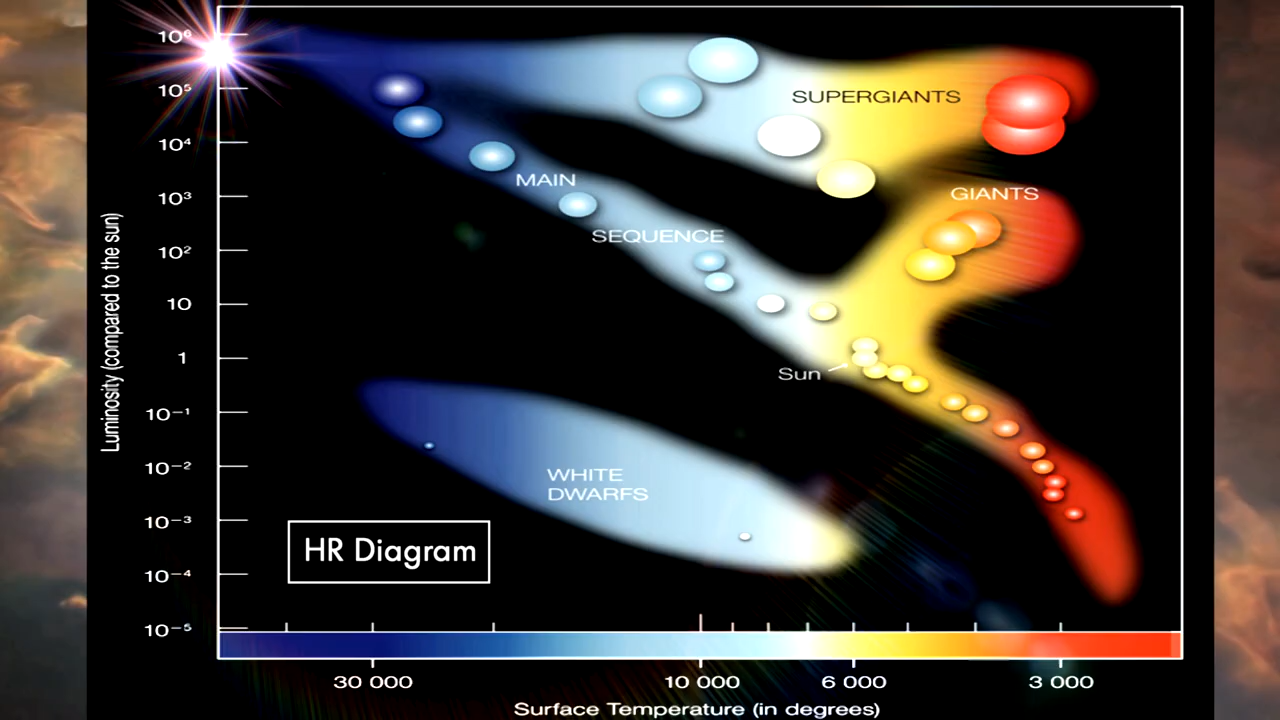 10⁶
10⁵
10⁴
10³
10²
10
1
10⁻¹
10⁻²
10⁻³
10⁻⁴
10⁻⁵
Luminosity (compared to the sun)
SUPERGIANTS
MAIN
GIANTS
SEQUENCE
Sun
WHITE
DWARFS
HR Diagram
30 000
10 000
6 000
3 000
Surface Temperature (in degrees)